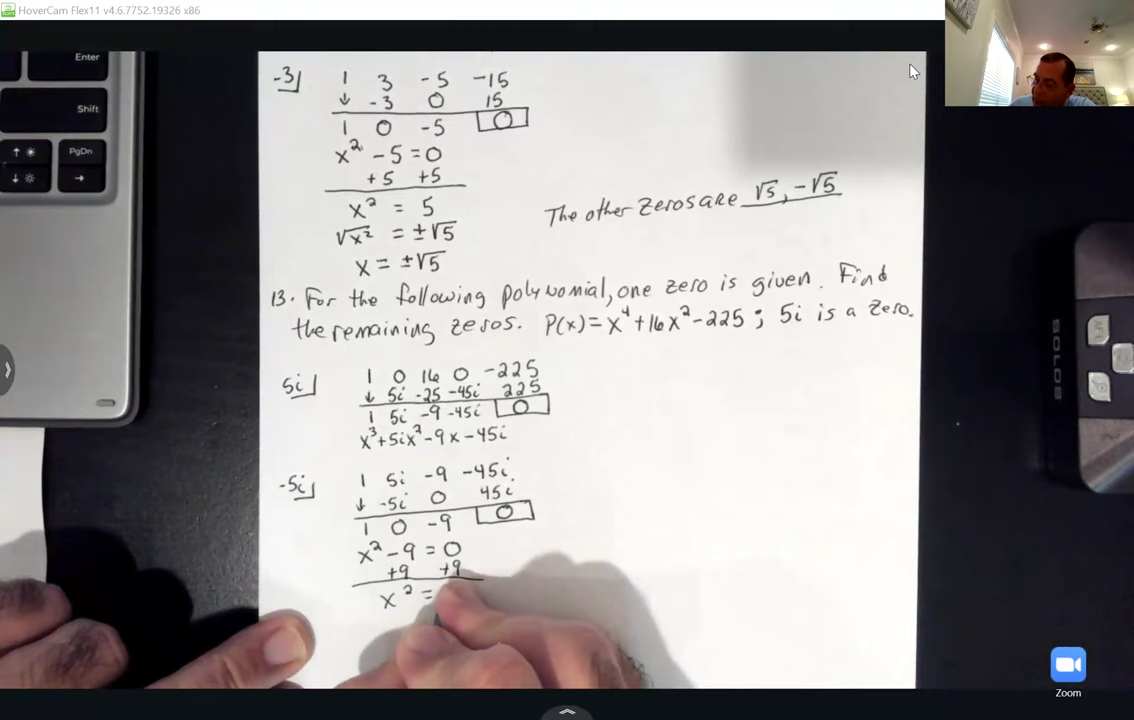 HoverCam Flex11 v4.6.7752.19326 x86
Enter
Shift
PgDn
-3 1 3 -5 -15
↓ -3 0 15
1 0 -5 0
x² - 5 = 0
+5 +5
x² = 5
√x² = ±√5
x = ±√5
The other zeros are √5, -√5
13. For the following polynomial, one zero is given. Find
the remaining zeros. P(x) = x⁴ + 16x² - 225 ; 5i is a zero.
5i 1 0 16 0 -225
↓ 5i -25 -45i 225
1 5i -9 -45i 0
x³ + 5ix² - 9x - 45i
-5i 1 5i -9 -45i
↓ -5i 0 45i
1 0 -9 0
x² - 9 = 0
+9 +9
x² =
Zoom